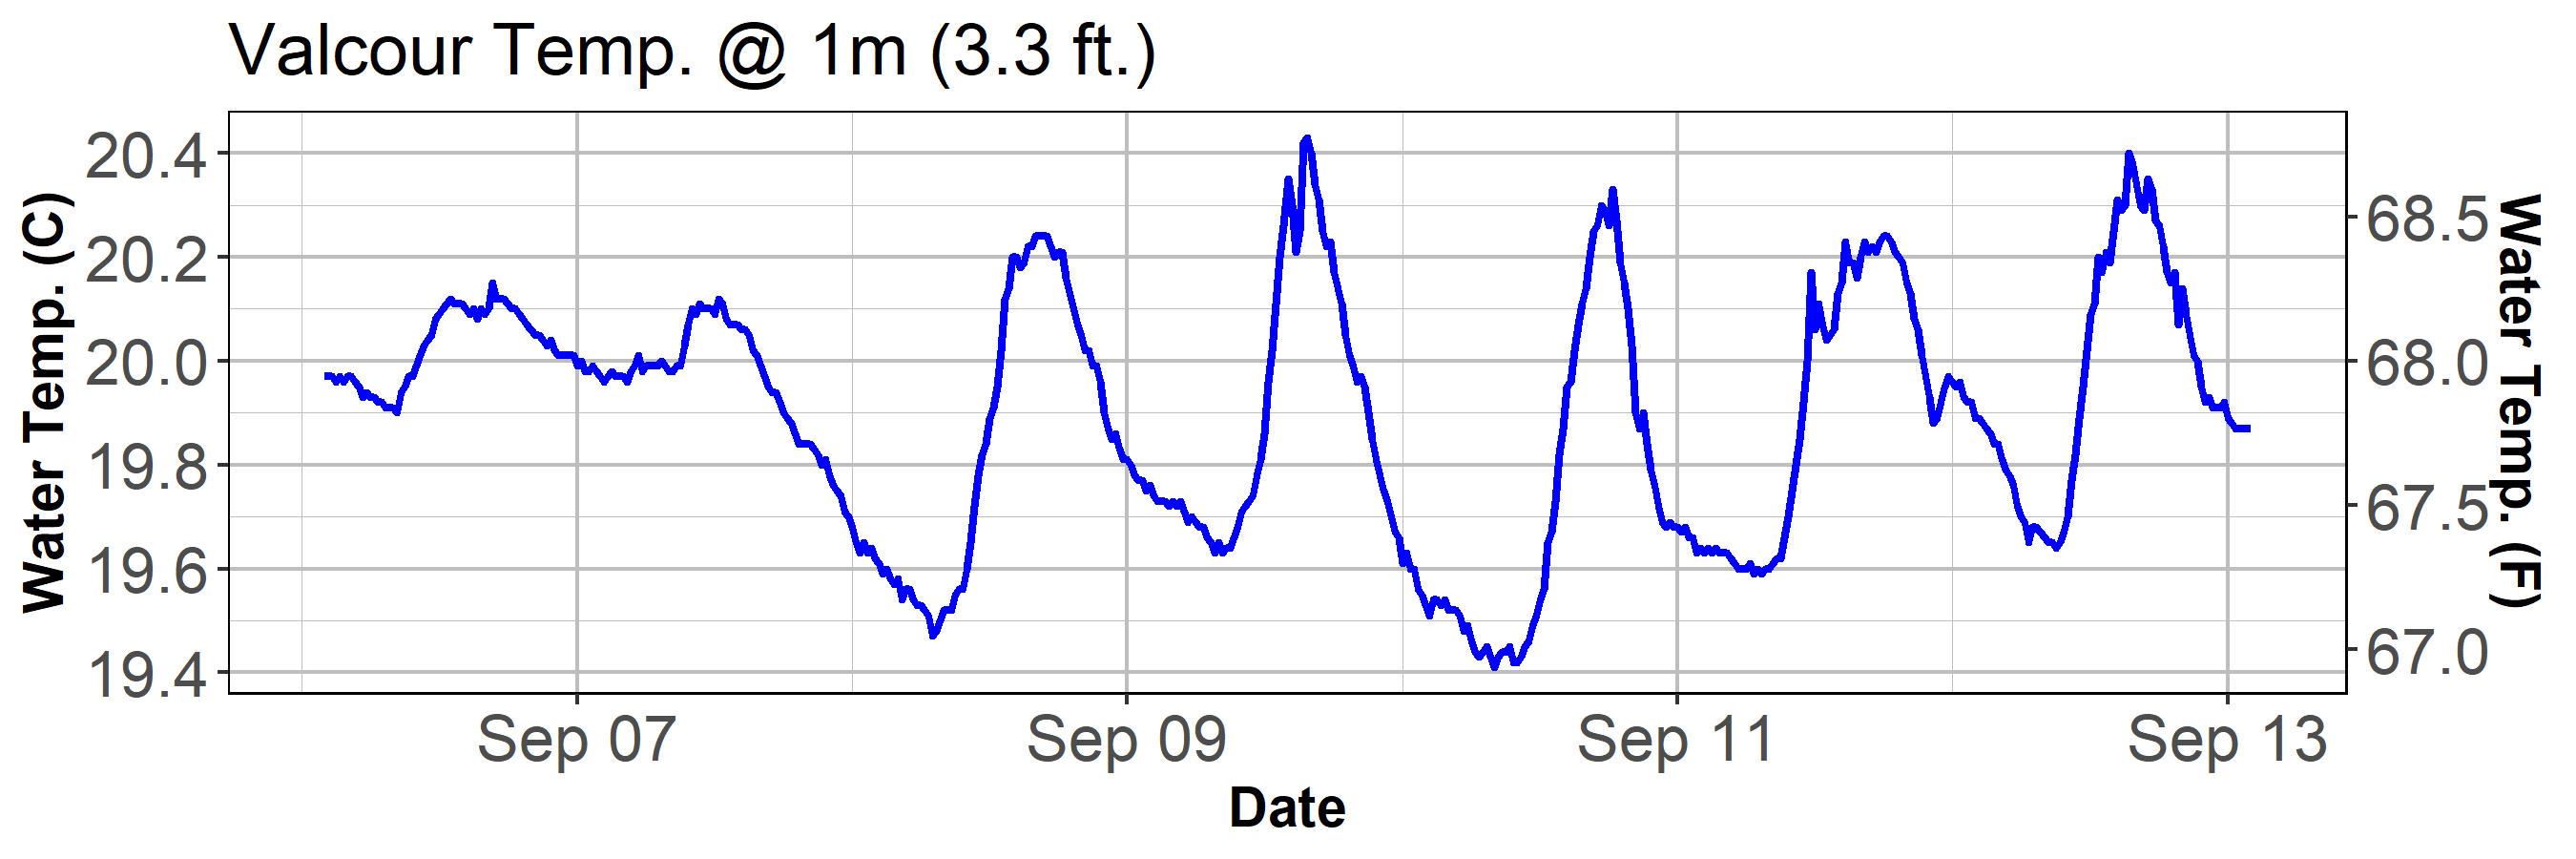 Valcour Temp. @ 1m (3.3 ft.)
20.4
20.2
20.0
19.8
19.6
19.4
Water Temp. (C)
68.5
68.0
67.5
67.0
Water Temp. (F)
Sep 07
Sep 09
Sep 11
Sep 13
Date